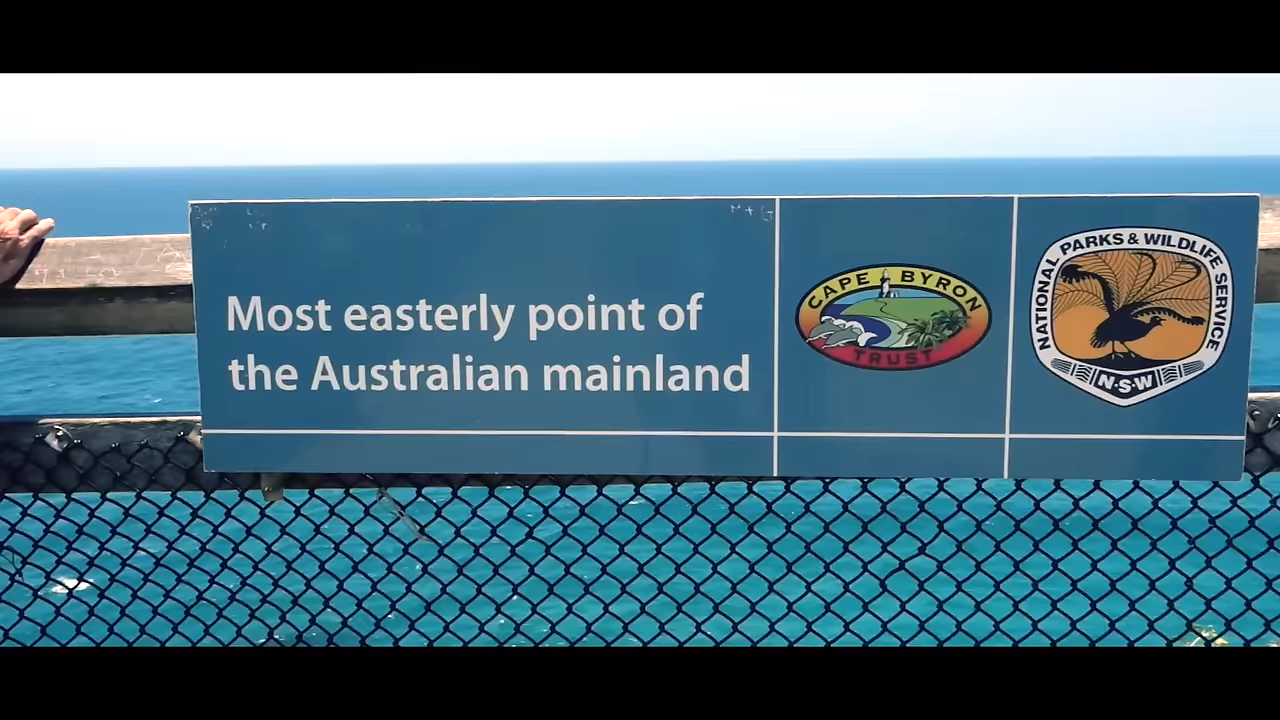 Most easterly point of
the Australian mainland
CAPE BYRON
TRUST
NATIONAL PARKS & WILDLIFE SERVICE
N·S·W
M + G